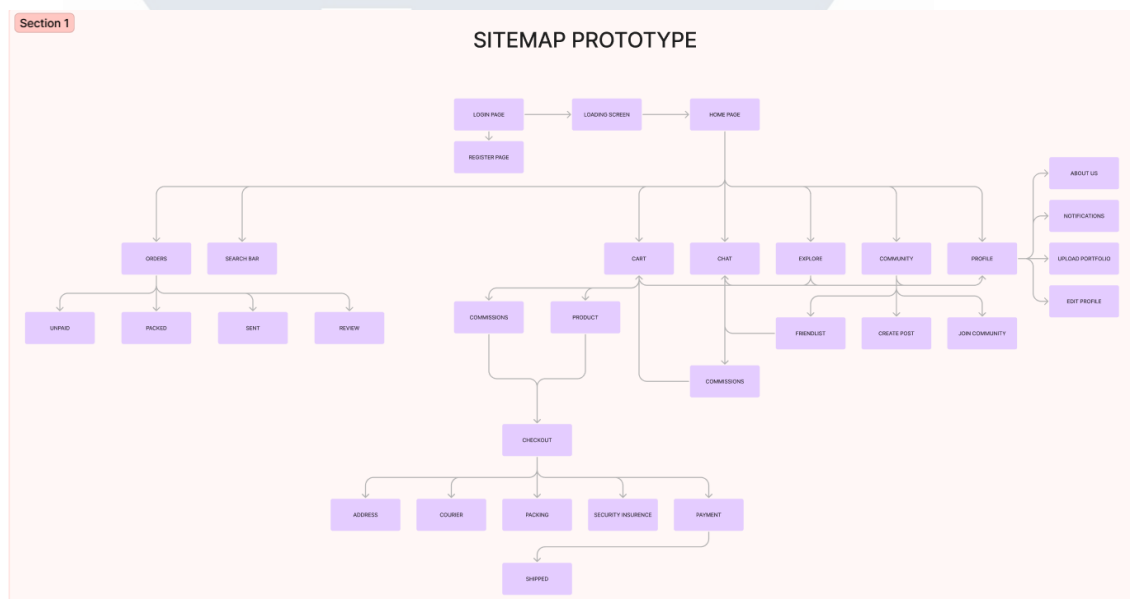 Section 1
SITEMAP PROTOTYPE
LOGIN PAGE
LOADING SCREEN
HOME PAGE
REGISTER PAGE
ABOUT US
NOTIFICATIONS
ORDERS
SEARCH BAR
CART
CHAT
EXPLORE
COMMUNITY
PROFILE
UPLOAD PORTFOLIO
EDIT PROFILE
UNPAID
PACKED
SENT
REVIEW
COMMISSIONS
PRODUCT
FRIENDLIST
CREATE POST
JOIN COMMUNITY
COMMISSIONS
CHECKOUT
ADDRESS
COURIER
PACKING
SECURITY INSURENCE
PAYMENT
SHIPPED